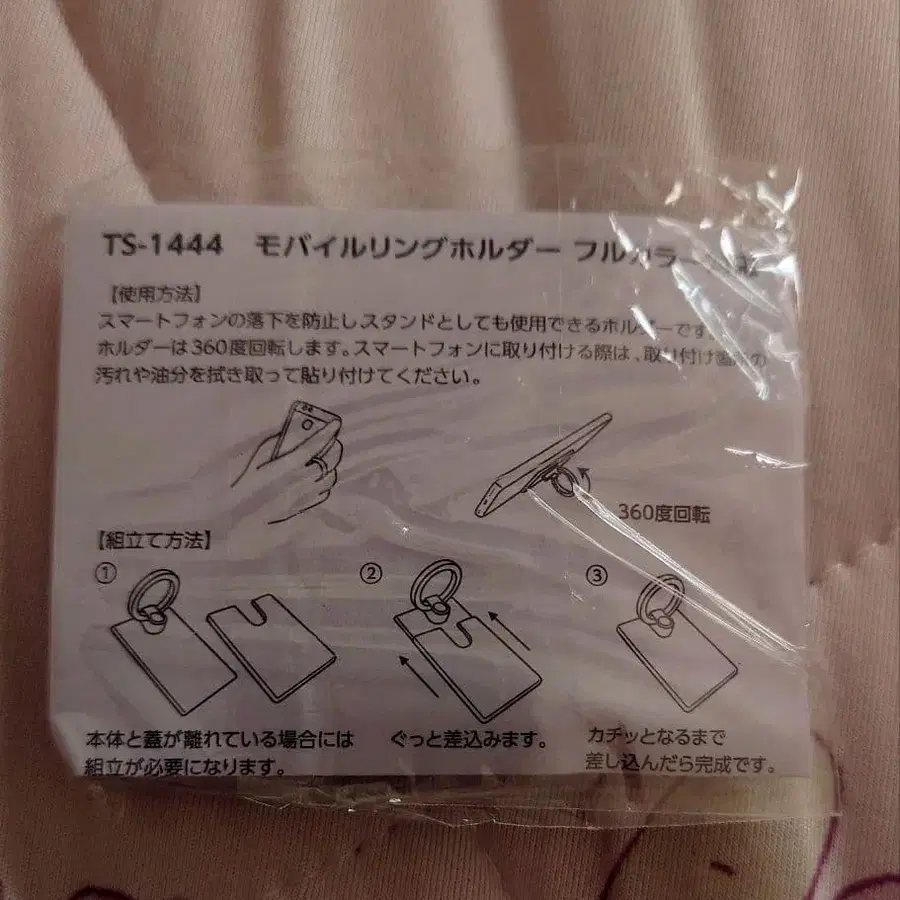 TS-1444 モバイルリングホルダー フルカラー
【使用方法】
スマートフォンの落下を防止し、スタンドとしても使用できるホルダーです。
ホルダーは360度回転します。スマートフォンに取り付ける際は、取り付け箇所の
汚れや油分を拭き取って貼り付けてください。
360度回転
【組立て方法】
① ② ③
本体と蓋が離れている場合には
組立が必要になります。
ぐっと差込みます。
カチッとなるまで
差し込んだら完成です。